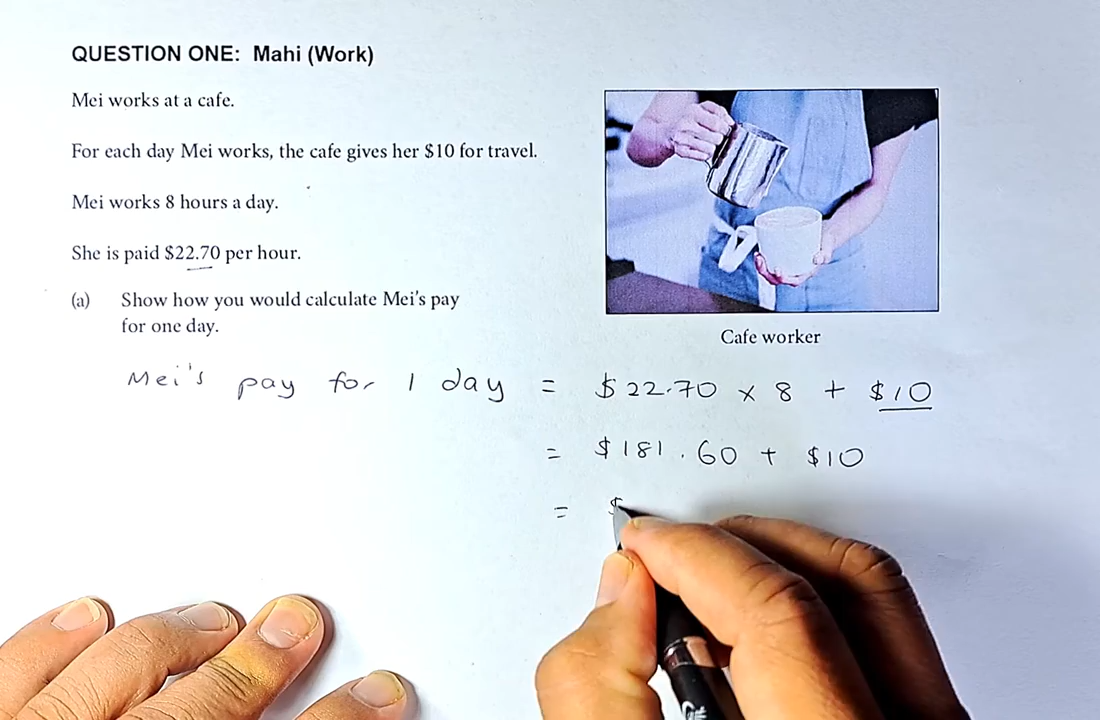 QUESTION ONE: Mahi (Work)
Mei works at a cafe.
For each day Mei works, the cafe gives her $10 for travel.
Mei works 8 hours a day.
She is paid $22.70 per hour.
(a) Show how you would calculate Mei's pay
for one day.
Cafe worker
Mei's pay for 1 day = $22.70 x 8 + $10
= $181.60 + $10
= $